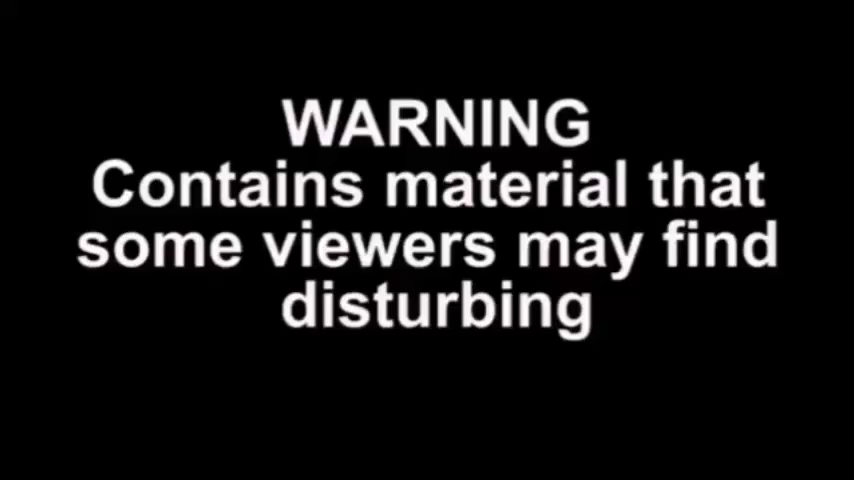 WARNING
Contains material that
some viewers may find
disturbing